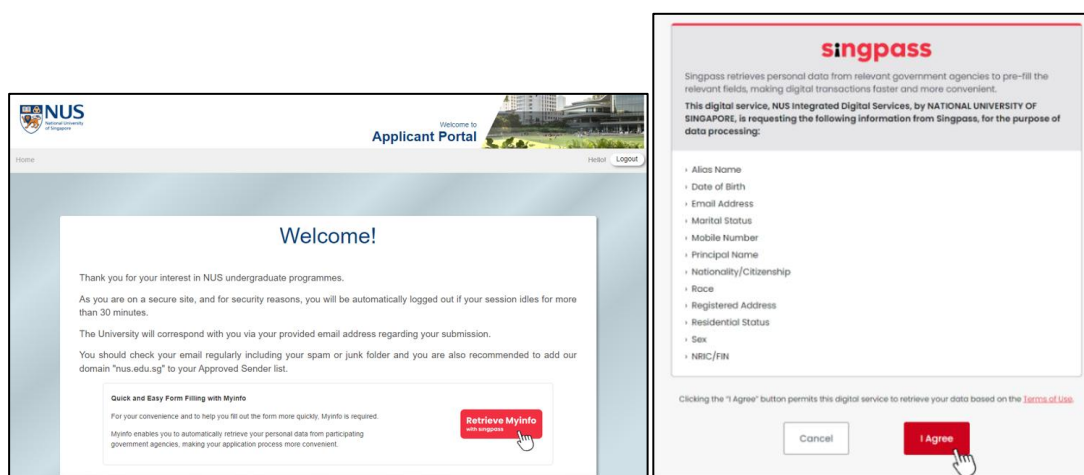 NUS
National University
of Singapore
Welcome to
Applicant Portal
Home
Hello!
Logout
Welcome!
Thank you for your interest in NUS undergraduate programmes.
As you are on a secure site, and for security reasons, you will be automatically logged out if your session idles for more
than 30 minutes.
The University will correspond with you via your provided email address regarding your submission.
You should check your email regularly including your spam or junk folder and you are also recommended to add our
domain "nus.edu.sg" to your Approved Sender list.
Quick and Easy Form Filling with Myinfo
For your convenience and to help you fill out the form more quickly, Myinfo is required.
Myinfo enables you to automatically retrieve your personal data from participating
government agencies, making your application process more convenient.
Retrieve Myinfo
with singpass
singpass
Singpass retrieves personal data from relevant government agencies to pre-fill the
relevant fields, making digital transactions faster and more convenient.
This digital service, NUS Integrated Digital Services, by NATIONAL UNIVERSITY OF
SINGAPORE, is requesting the following information from Singpass, for the purpose of
data processing:
Alias Name
Date of Birth
Email Address
Marital Status
Mobile Number
Principal Name
Nationality/Citizenship
Race
Registered Address
Residential Status
Sex
NRIC/FIN
Clicking the "I Agree" button permits this digital service to retrieve your data based on the Terms of Use.
Cancel
I Agree